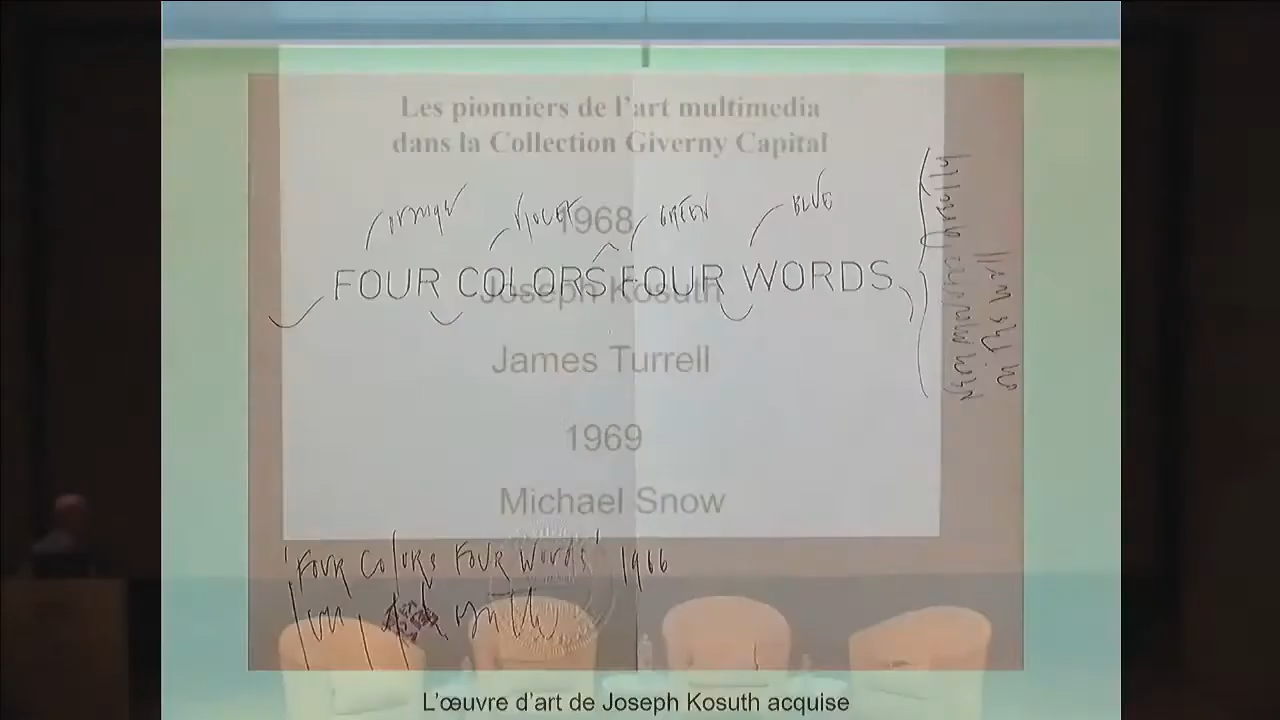 Les pionniers de l'art multimedia
dans la Collection Giverny Capital
ORANGE VIOLET GREEN BLUE
1968
FOUR COLORS FOUR WORDS
Joseph Kosuth
James Turrell
1969
Michael Snow
'FOUR COLORS FOUR WORDS' 1966
L'œuvre d'art de Joseph Kosuth acquise